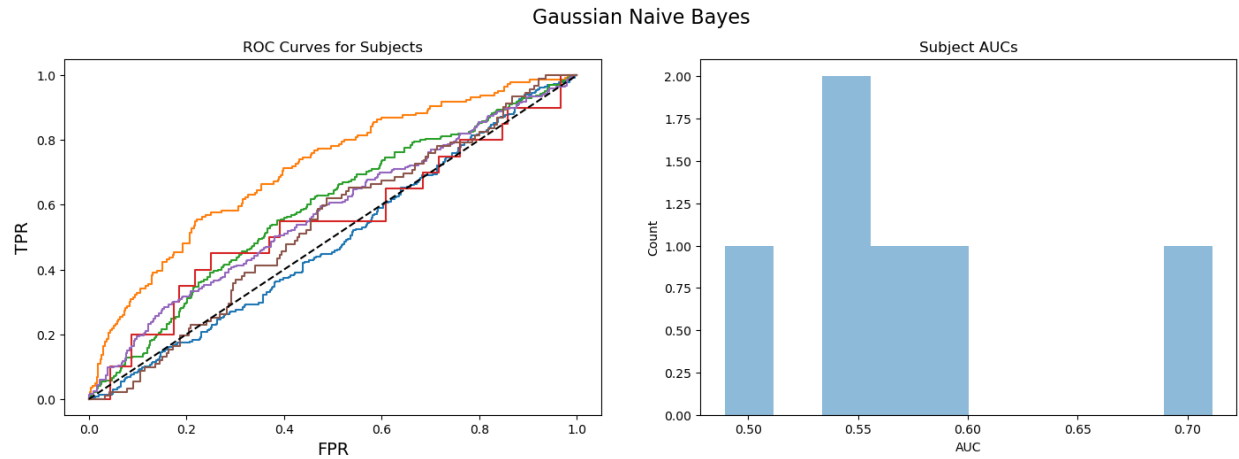 Gaussian Naive Bayes
ROC Curves for Subjects
1.0
0.8
0.6
0.4
0.2
0.0
TPR
0.0 0.2 0.4 0.6 0.8 1.0
FPR
Subject AUCs
2.00
1.75
1.50
1.25
1.00
0.75
0.50
0.25
0.00
Count
0.50 0.55 0.60 0.65 0.70
AUC